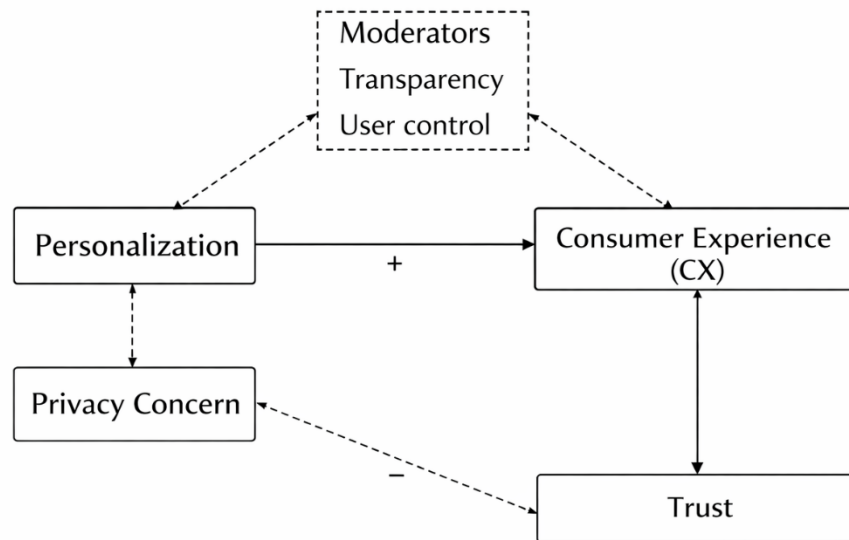 Moderators
Transparency
User control
Personalization
+
Consumer Experience
(CX)
Privacy Concern
−
Trust